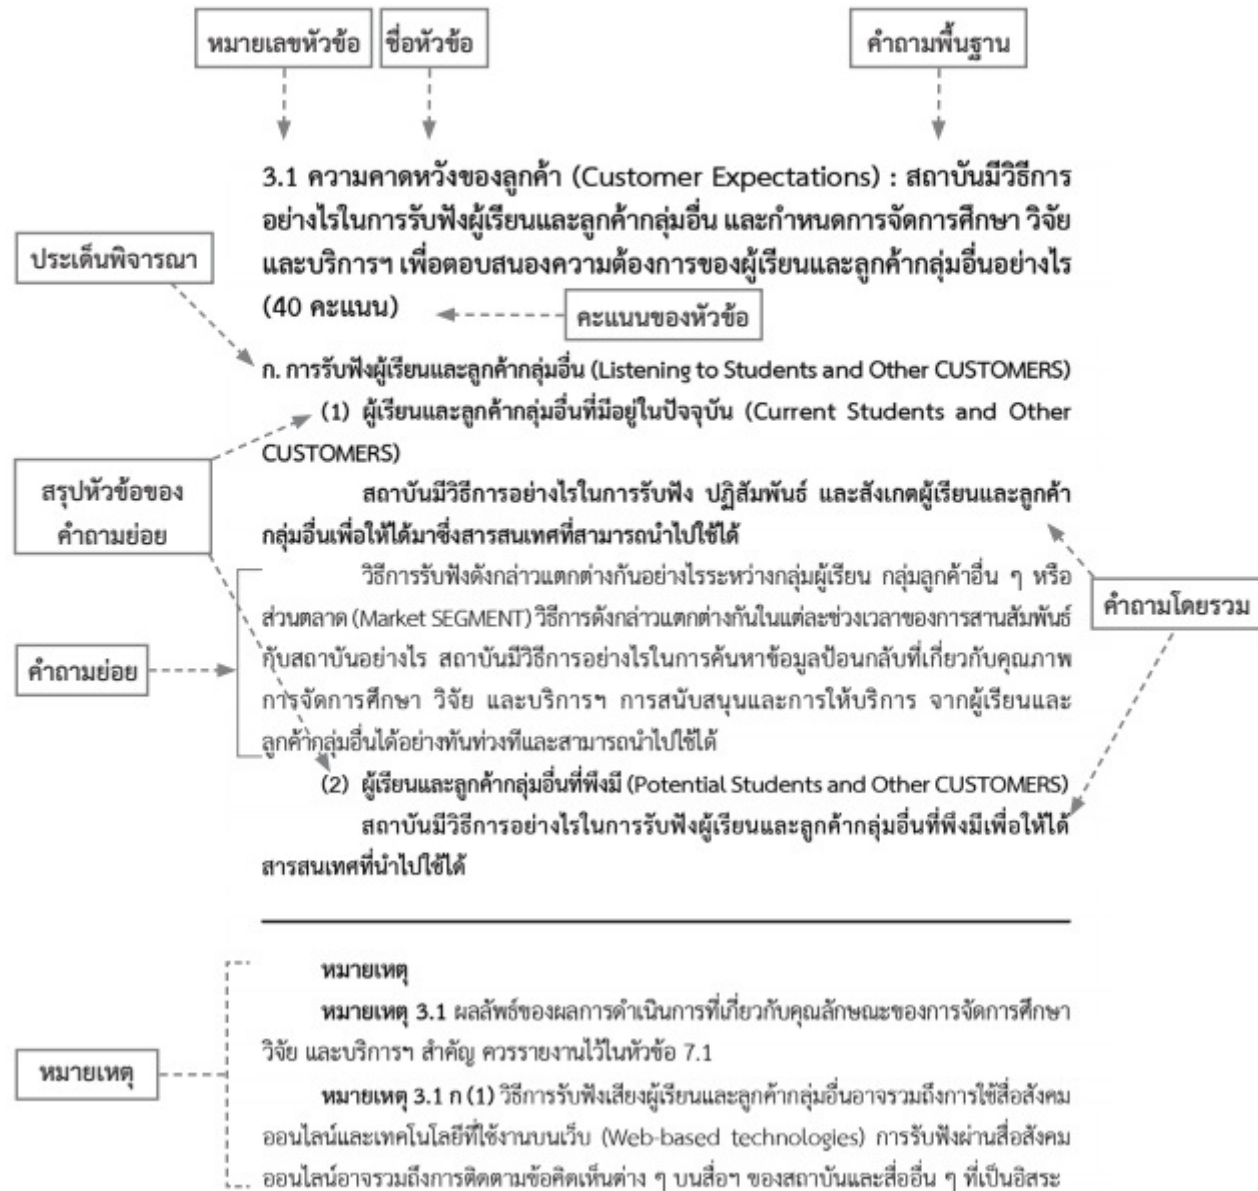 หมายเลขหัวข้อ
ชื่อหัวข้อ
คำถามพื้นฐาน
3.1 ความคาดหวังของลูกค้า (Customer Expectations) : สถาบันมีวิธีการ
อย่างไรในการรับฟังผู้เรียนและลูกค้ากลุ่มอื่น และกำหนดการจัดการศึกษา วิจัย
และบริการฯ เพื่อตอบสนองความต้องการของผู้เรียนและลูกค้ากลุ่มอื่นอย่างไร
(40 คะแนน)
ประเด็นพิจารณา
คะแนนของหัวข้อ
ก. การรับฟังผู้เรียนและลูกค้ากลุ่มอื่น (Listening to Students and Other CUSTOMERS)
(1) ผู้เรียนและลูกค้ากลุ่มอื่นที่มีอยู่ในปัจจุบัน (Current Students and Other
CUSTOMERS)
สรุปหัวข้อของ
คำถามย่อย
สถาบันมีวิธีการอย่างไรในการรับฟัง ปฏิสัมพันธ์ และสังเกตผู้เรียนและลูกค้า
กลุ่มอื่นเพื่อให้ได้มาซึ่งสารสนเทศที่สามารถนำไปใช้ได้
วิธีการรับฟังดังกล่าวแตกต่างกันอย่างไรระหว่างกลุ่มผู้เรียน กลุ่มลูกค้าอื่น ๆ หรือ
ส่วนตลาด (Market SEGMENT) วิธีการดังกล่าวแตกต่างกันในแต่ละช่วงเวลาของการสานสัมพันธ์
กับสถาบันอย่างไร สถาบันมีวิธีการอย่างไรในการค้นหาข้อมูลป้อนกลับที่เกี่ยวกับคุณภาพ
การจัดการศึกษา วิจัย และบริการฯ การสนับสนุนและการให้บริการ จากผู้เรียนและ
ลูกค้ากลุ่มอื่นได้อย่างทันท่วงทีและสามารถนำไปใช้ได้
คำถามโดยรวม
คำถามย่อย
(2) ผู้เรียนและลูกค้ากลุ่มอื่นที่พึงมี (Potential Students and Other CUSTOMERS)
สถาบันมีวิธีการอย่างไรในการรับฟังผู้เรียนและลูกค้ากลุ่มอื่นที่พึงมีเพื่อให้ได้
สารสนเทศที่นำไปใช้ได้
หมายเหตุ
หมายเหตุ 3.1 ผลลัพธ์ของผลการดำเนินการที่เกี่ยวกับคุณลักษณะของการจัดการศึกษา
วิจัย และบริการฯ สำคัญ ควรรายงานไว้ในหัวข้อ 7.1
หมายเหตุ
หมายเหตุ 3.1 ก (1) วิธีการรับฟังเสียงผู้เรียนและลูกค้ากลุ่มอื่นอาจรวมถึงการใช้สื่อสังคม
ออนไลน์และเทคโนโลยีที่ใช้งานบนเว็บ (Web-based technologies) การรับฟังผ่านสื่อสังคม
ออนไลน์อาจรวมถึงการติดตามข้อคิดเห็นต่าง ๆ บนสื่อฯ ของสถาบันและสื่ออื่น ๆ ที่เป็นอิสระ